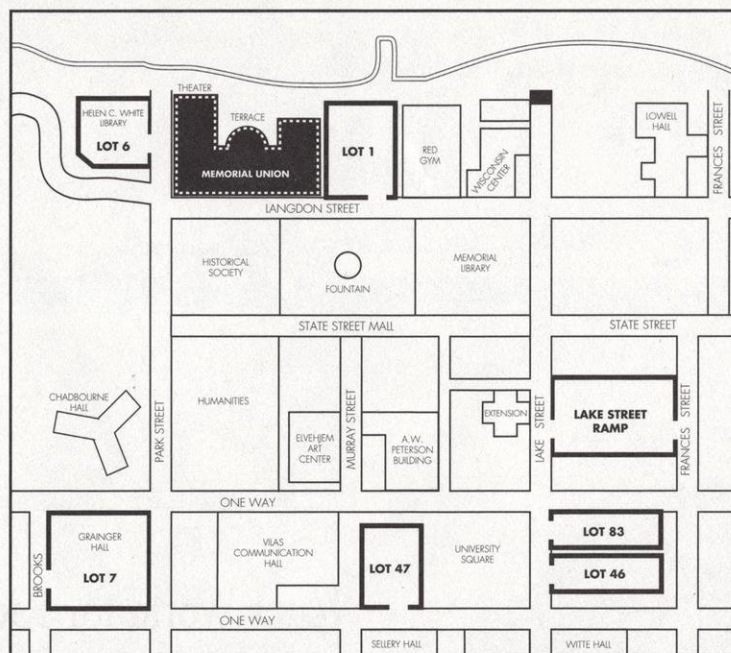 THEATER
TERRACE
MEMORIAL UNION
HELEN C. WHITE
LIBRARY
LOT 6
LOT 1
RED
GYM
WISCONSIN
CENTER
LOWELL
HALL
FRANCES STREET
LANGDON STREET
HISTORICAL
SOCIETY
FOUNTAIN
MEMORIAL
LIBRARY
STATE STREET MALL
STATE STREET
CHADBOURNE
HALL
PARK STREET
HUMANITIES
ELVEHJEM
ART
CENTER
MURRAY STREET
A.W.
PETERSON
BUILDING
EXTENSION
LAKE STREET
LAKE STREET
RAMP
FRANCES STREET
ONE WAY
BROOKS
GRAINGER
HALL
LOT 7
VILAS
COMMUNICATION
HALL
LOT 47
UNIVERSITY
SQUARE
LOT 83
LOT 46
ONE WAY
SELLERY HALL
WITTE HALL